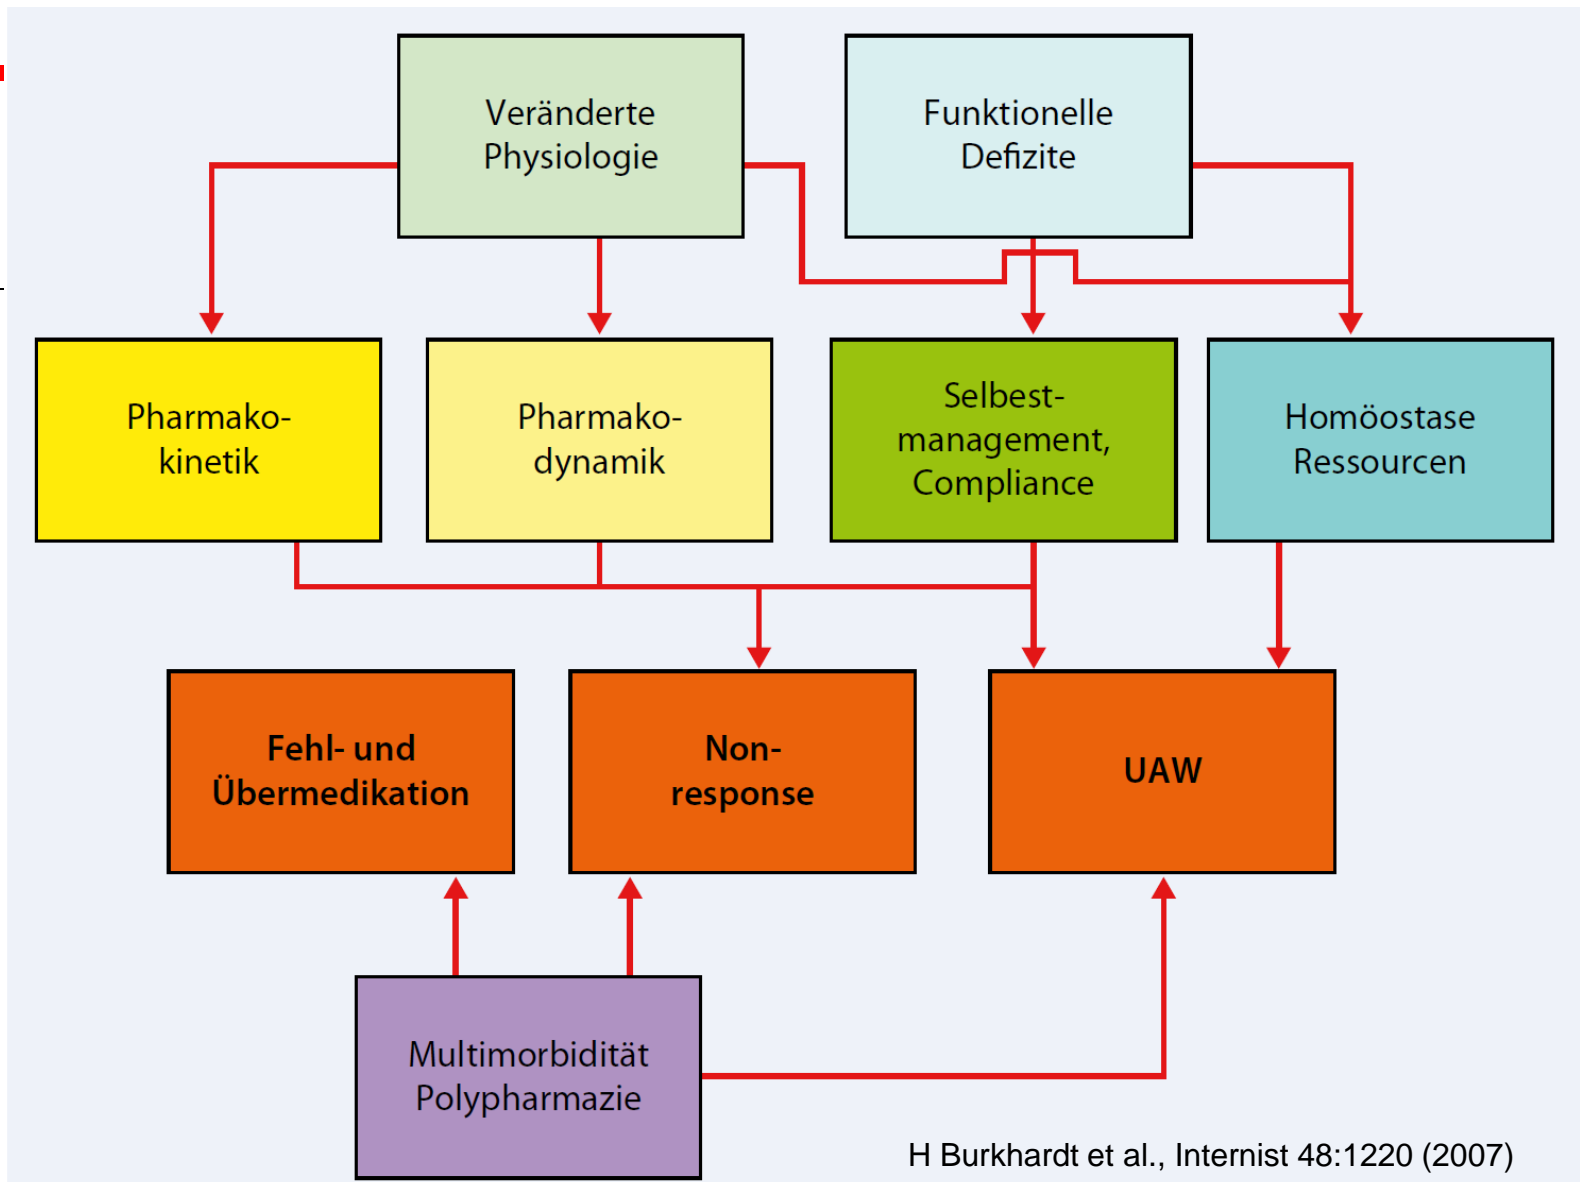 Veränderte
Physiologie
Funktionelle
Defizite
Pharmako-
kinetik
Pharmako-
dynamik
Selbest-
management,
Compliance
Homöostase
Ressourcen
Fehl- und
Übermedikation
Non-
response
UAW
Multimorbidität
Polypharmazie
H Burkhardt et al., Internist 48:1220 (2007)